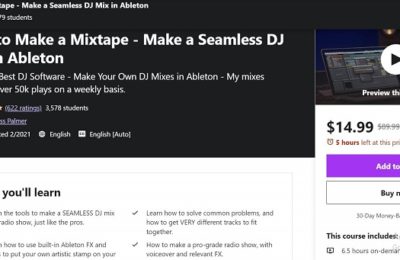 tape - Make a Seamless DJ Mix in Ableton
79 students
to Make a Mixtape - Make a Seamless DJ
in Ableton
Best DJ Software - Make Your Own DJ Mixes in Ableton - My mixes
ver 50k plays on a weekly basis.
(622 ratings) 3,578 students
ss Palmer
ted 2/2021 English English [Auto]
Preview this
$14.99 $89.99
5 hours left at this pri
Add to
Buy n
30-Day Money-Ba
This course includes:
6.5 hours on-deman
you'll learn
n the tools to make a SEAMLESS DJ mix
radio show, just like the pros.
Learn how to solve common problems, and
how to get VERY different tracks to fit
together.
n how to use built-in Ableton FX and
s to put your own artistic stamp on your
How to make a pro-grade radio show, with
voiceover and relevant FX.